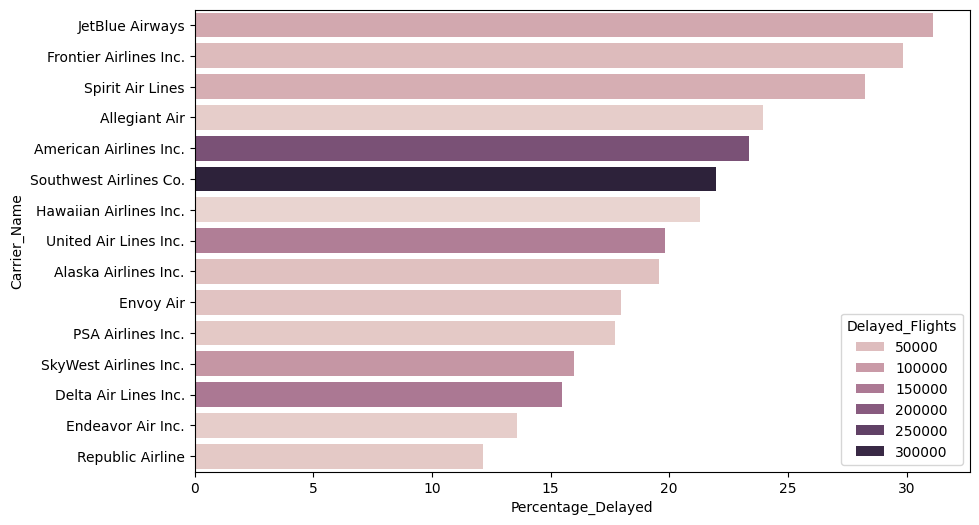 JetBlue Airways
Frontier Airlines Inc.
Spirit Air Lines
Allegiant Air
American Airlines Inc.
Southwest Airlines Co.
Hawaiian Airlines Inc.
United Air Lines Inc.
Alaska Airlines Inc.
Envoy Air
PSA Airlines Inc.
SkyWest Airlines Inc.
Delta Air Lines Inc.
Endeavor Air Inc.
Republic Airline
Carrier_Name
Delayed_Flights
50000
100000
150000
200000
250000
300000
0 5 10 15 20 25 30
Percentage_Delayed